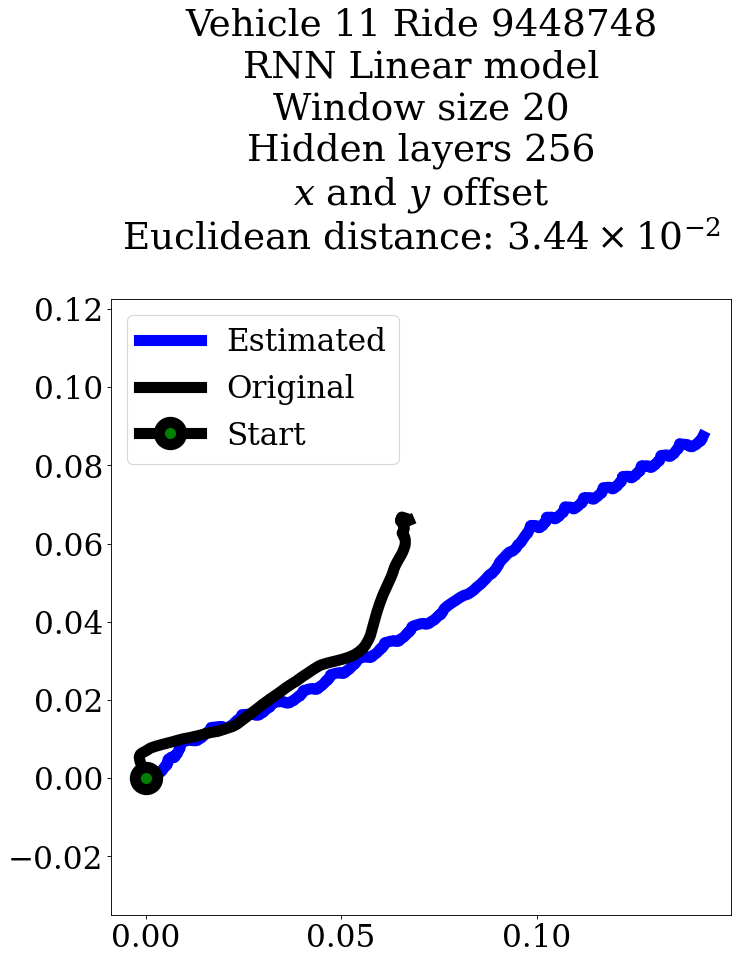 Vehicle 11 Ride 9448748
RNN Linear model
Window size 20
Hidden layers 256
x and y offset
Euclidean distance: 3.44 × 10⁻²
0.12
0.10
0.08
0.06
0.04
0.02
0.00
−0.02
Estimated
Original
Start
0.00 0.05 0.10